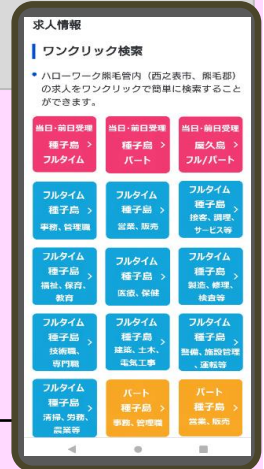 求人情報
ワンクリック検索
ハローワーク熊毛管内（西之表市、熊毛郡）
の求人をワンクリックで簡単に検索すること
ができます。
当日・前日受理
種子島
フルタイム
当日・前日受理
種子島
パート
当日・前日受理
屋久島
フル/パート
フルタイム
種子島
事務、管理職
フルタイム
種子島
営業、販売
フルタイム
種子島
接客、調理、
サービス等
フルタイム
種子島
福祉、保育、
教育
フルタイム
種子島
医療、保健
フルタイム
種子島
製造、修理、
検査等
フルタイム
種子島
技術職、
専門職
フルタイム
種子島
建築、土木、
電気工事
フルタイム
種子島
整備、施設管理
、運転等
フルタイム
種子島
清掃、労務、
農業等
パート
種子島
事務、管理職
パート
種子島
営業、販売